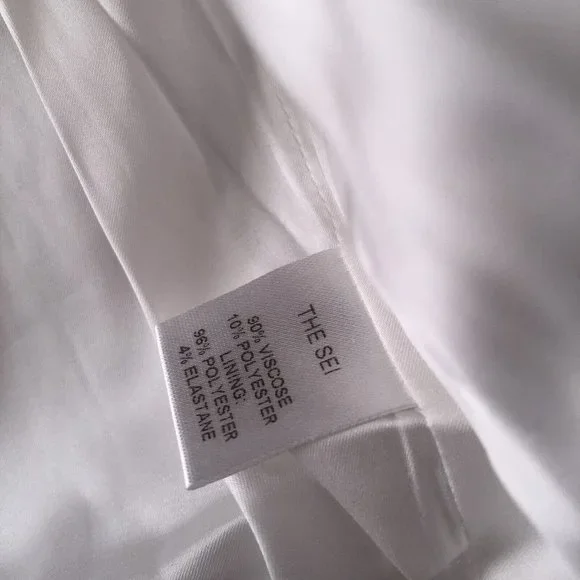 THE SEI
90% VISCOSE
10% POLYESTER
LINING:
96% POLYESTER
4% ELASTANE